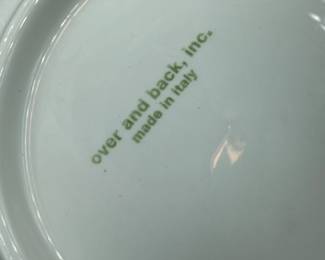 over and back, inc.
made in italy